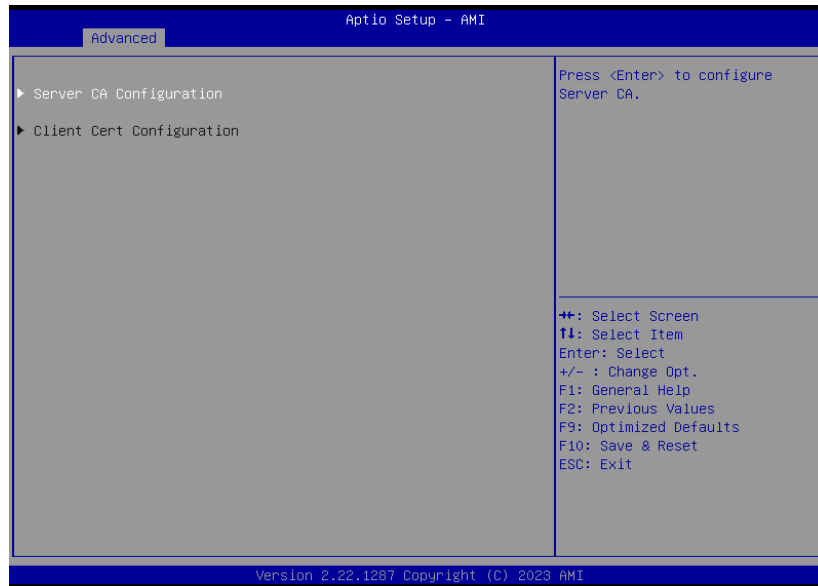 Aptio Setup - AMI
Advanced
▶ Server CA Configuration
▶ Client Cert Configuration
Press <Enter> to configure
Server CA.
→←: Select Screen
↑↓: Select Item
Enter: Select
+/- : Change Opt.
F1: General Help
F2: Previous Values
F9: Optimized Defaults
F10: Save & Reset
ESC: Exit
Version 2.22.1287 Copyright (C) 2023 AMI